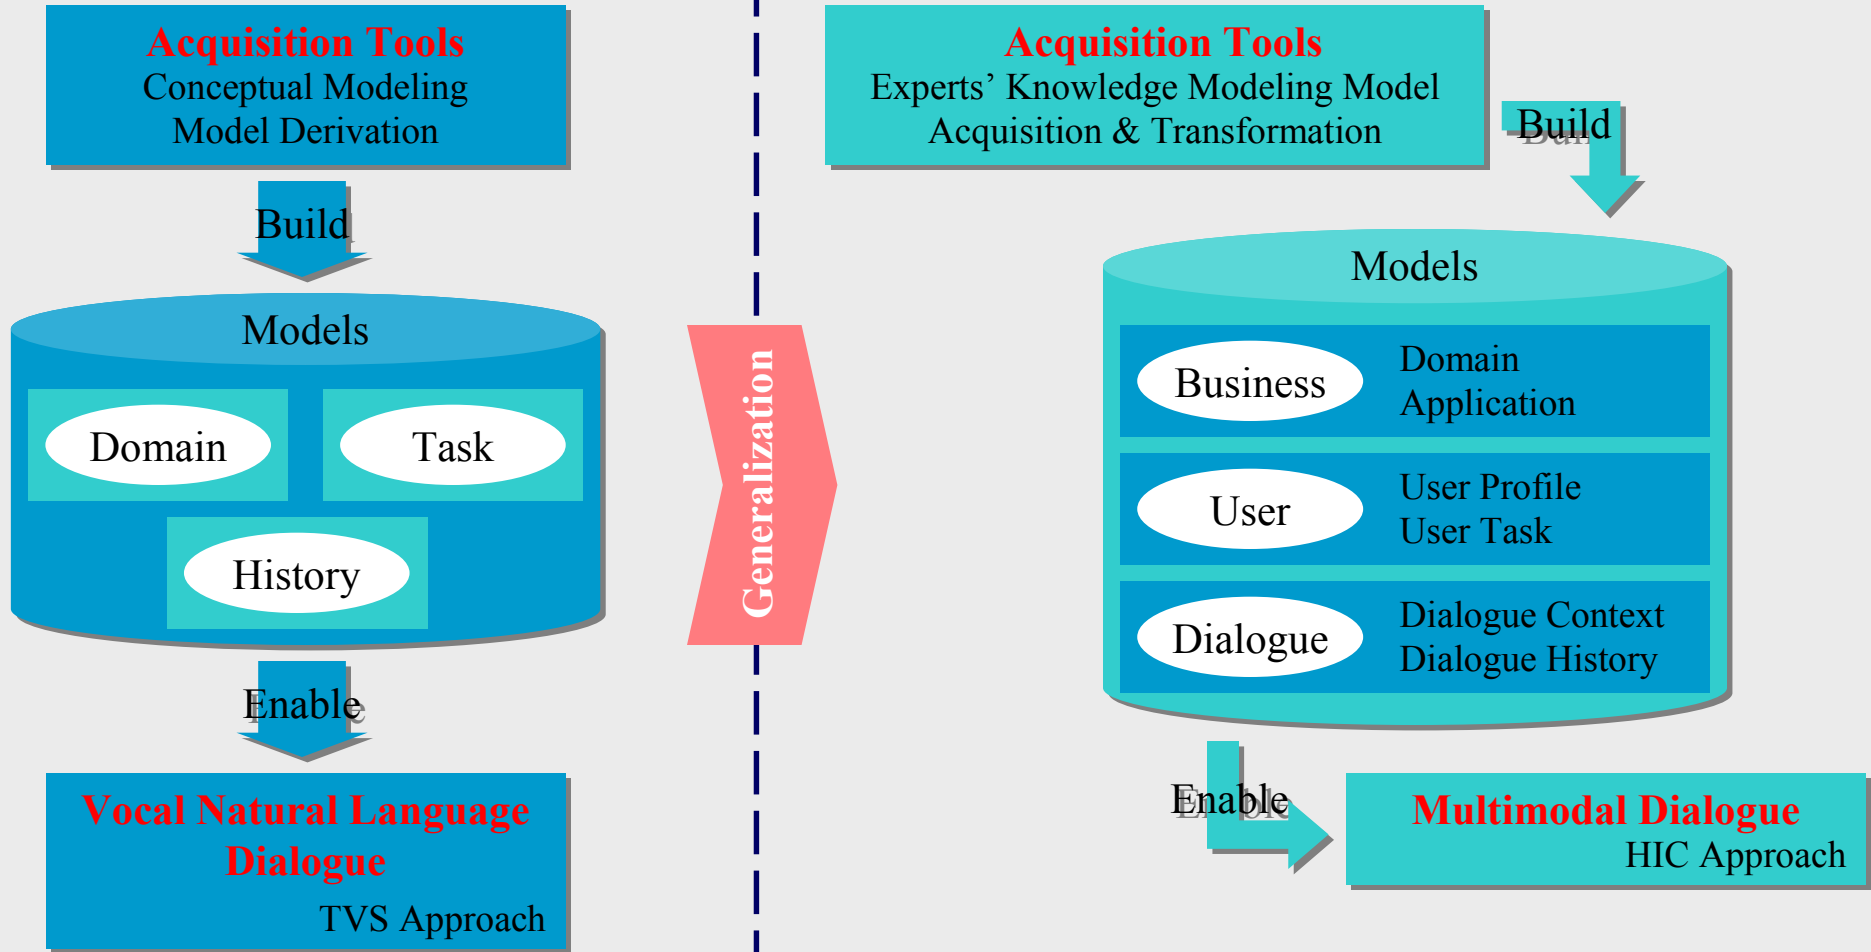 Acquisition Tools
Conceptual Modeling
Model Derivation
Build
Models
Domain
Task
History
Enable
Vocal Natural Language
Dialogue
TVS Approach
Generalization
Acquisition Tools
Experts’ Knowledge Modeling Model
Acquisition & Transformation
Build
Models
Business
Domain
Application
User
User Profile
User Task
Dialogue
Dialogue Context
Dialogue History
Enable
Multimodal Dialogue
HIC Approach